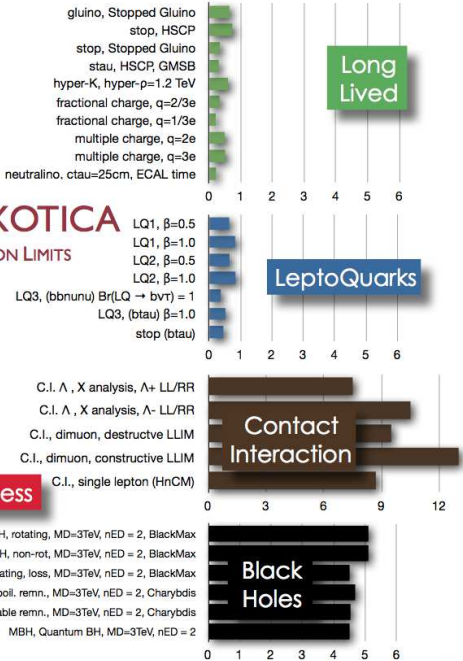 gluino, Stopped Gluino
stop, HSCP
stop, Stopped Gluino
stau, HSCP, GMSB
hyper-K, hyper-ρ=1.2 TeV
fractional charge, q=2/3e
fractional charge, q=1/3e
multiple charge, q=2e
multiple charge, q=3e
neutralino, ctau=25cm, ECAL time
Long
Lived
0 1 2 3 4 5 6
XOTICA
ON LIMITS
LQ1, β=0.5
LQ1, β=1.0
LQ2, β=0.5
LQ2, β=1.0
LQ3, (bbnunu) Br(LQ → bντ) = 1
LQ3, (btau) β=1.0
stop (btau)
LeptoQuarks
0 1 2 3 4 5 6
C.I. Λ , X analysis, Λ+ LL/RR
C.I. Λ , X analysis, Λ- LL/RR
C.I., dimuon, destructve LLIM
C.I., dimuon, constructive LLIM
C.I., single lepton (HnCM)
Contact
Interaction
ess
0 3 6 9 12
H, rotating, MD=3TeV, nED = 2, BlackMax
H, non-rot, MD=3TeV, nED = 2, BlackMax
ating, loss, MD=3TeV, nED = 2, BlackMax
boil. remn., MD=3TeV, nED = 2, Charybdis
able remn., MD=3TeV, nED = 2, Charybdis
MBH, Quantum BH, MD=3TeV, nED = 2
Black
Holes
0 1 2 3 4 5 6